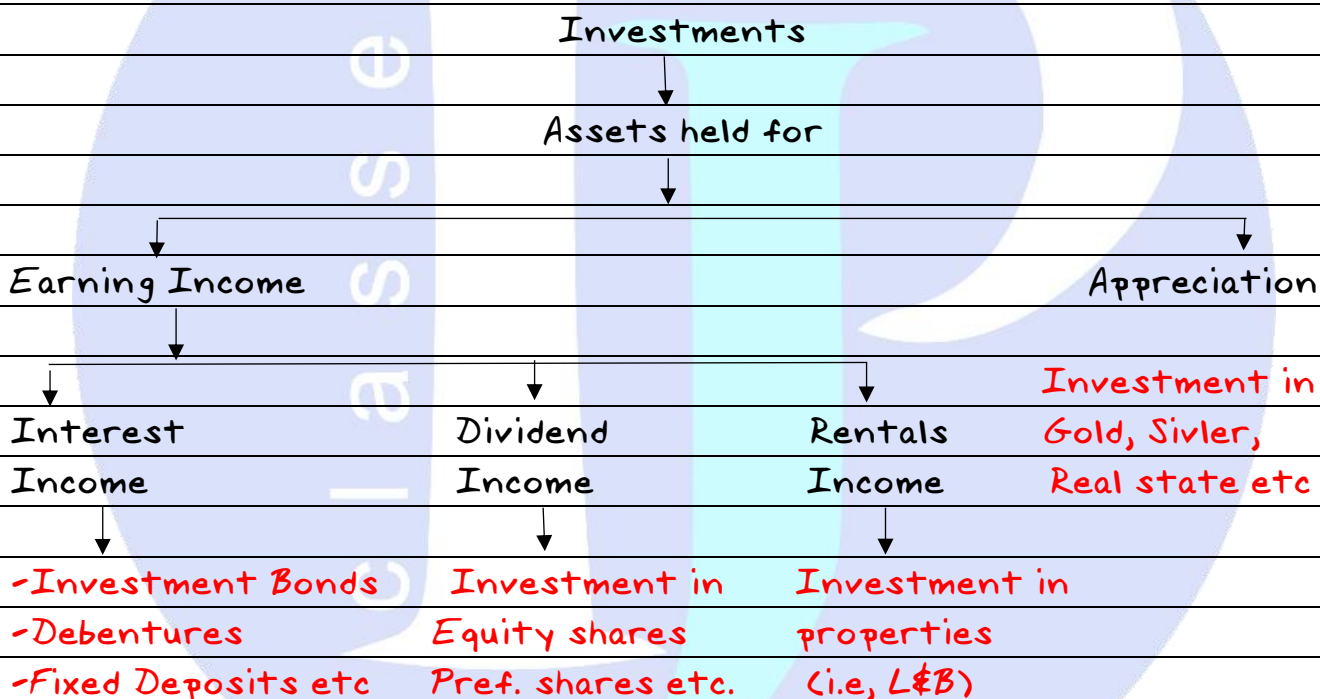 Investments
Assets held for
Earning Income Appreciation
Investment in
Interest Dividend Rentals Gold, Sivler,
Income Income Income Real state etc
-Investment Bonds Investment in Investment in
-Debentures Equity shares properties
-Fixed Deposits etc Pref. shares etc. (i.e, L&B)
classe